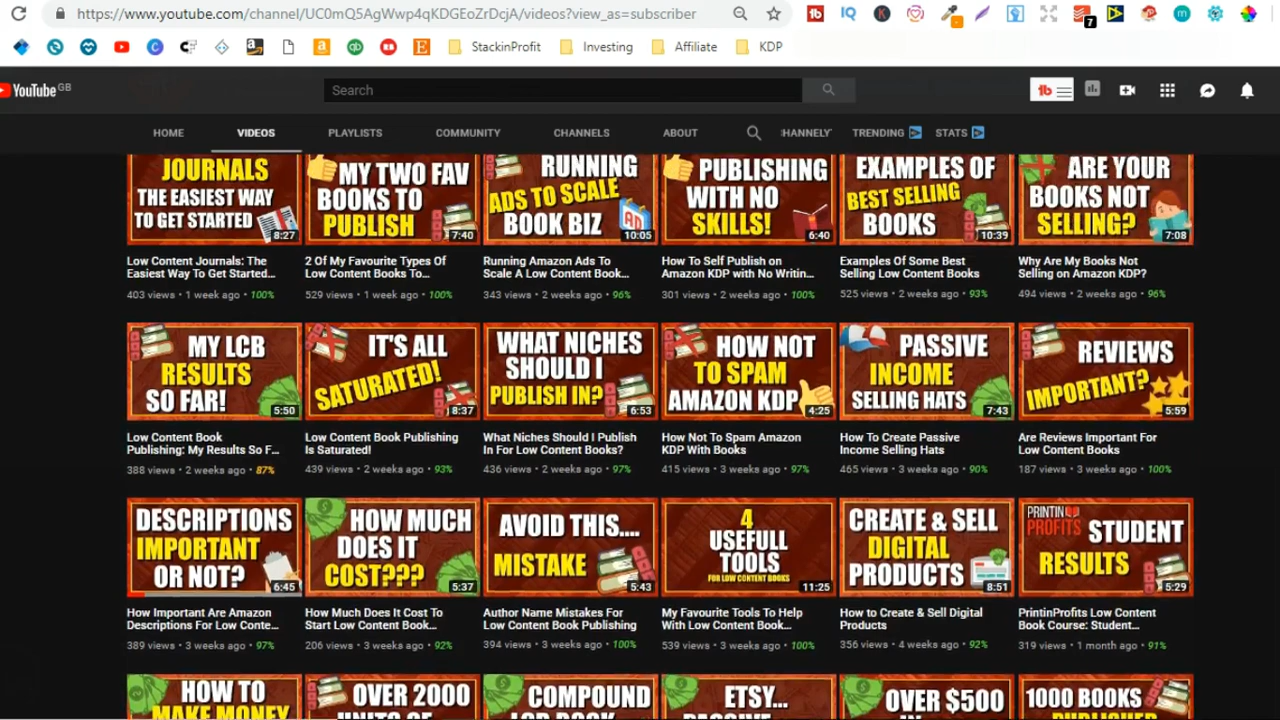 https://www.youtube.com/channel/UC0mQ5AgWwp4qKDGEoZrDcjA/videos?view_as=subscriber
7
StackinProfit Investing Affiliate KDP
YouTube GB
Search
HOME VIDEOS PLAYLISTS COMMUNITY CHANNELS ABOUT HANNELY TRENDING STATS
JOURNALS
THE EASIEST WAY
TO GET STARTED
8:27
MY TWO FAV
BOOKS TO
PUBLISH
7:40
RUNNING
ADS TO SCALE
BOOK BIZ
AD
10:05
PUBLISHING
WITH NO
SKILLS!
6:40
EXAMPLES OF
BEST SELLING
BOOKS
10:39
ARE YOUR
BOOKS NOT
SELLING?
7:08
Low Content Journals: The
Easiest Way To Get Started...
403 views • 1 week ago • 100%
2 Of My Favourite Types Of
Low Content Books To...
529 views • 1 week ago • 100%
Running Amazon Ads To
Scale A Low Content Book...
343 views • 2 weeks ago • 96%
How To Self Publish on
Amazon KDP with No Writin...
301 views • 2 weeks ago • 100%
Examples Of Some Best
Selling Low Content Books
525 views • 2 weeks ago • 93%
Why Are My Books Not
Selling on Amazon KDP?
494 views • 2 weeks ago • 96%
MY LCB
RESULTS
SO FAR!
5:50
IT'S ALL
SATURATED!
8:37
WHAT NICHES
SHOULD I
PUBLISH IN?
6:53
HOW NOT
TO SPAM
AMAZON KDP
4:25
PASSIVE
INCOME
SELLING HATS
7:43
REVIEWS
IMPORTANT?
5:59
Low Content Book
Publishing: My Results So F...
388 views • 2 weeks ago • 87%
Low Content Book Publishing
Is Saturated!
439 views • 2 weeks ago • 93%
What Niches Should I Publish
In For Low Content Books?
436 views • 2 weeks ago • 97%
How Not To Spam Amazon
KDP With Books
415 views • 3 weeks ago • 97%
How To Create Passive
Income Selling Hats
465 views • 3 weeks ago • 90%
Are Reviews Important For
Low Content Books
187 views • 3 weeks ago • 100%
DESCRIPTIONS
IMPORTANT
OR NOT?
6:45
HOW MUCH
DOES IT
COST???
5:37
AVOID THIS....
MISTAKE
5:43
4
USEFULL
TOOLS
FOR LOW CONTENT BOOKS
11:25
CREATE & SELL
DIGITAL
PRODUCTS
8:51
PRINTIN
PROFITS
STUDENT
RESULTS
5:29
How Important Are Amazon
Descriptions For Low Conte...
389 views • 3 weeks ago • 97%
How Much Does It Cost To
Start Low Content Book...
206 views • 3 weeks ago • 92%
Author Name Mistakes For
Low Content Book Publishing
394 views • 3 weeks ago • 100%
My Favourite Tools To Help
With Low Content Book...
539 views • 3 weeks ago • 100%
How to Create & Sell Digital
Products
356 views • 4 weeks ago • 92%
PrintinProfits Low Content
Book Course: Student...
319 views • 1 month ago • 91%
HOW TO
MAKE MONEY
OVER 2000
UNITS OF
COMPOUND
LCB BOOK
ETSY...
PASSIVE
OVER $500
IN
1000 BOOKS
PUBLISHED